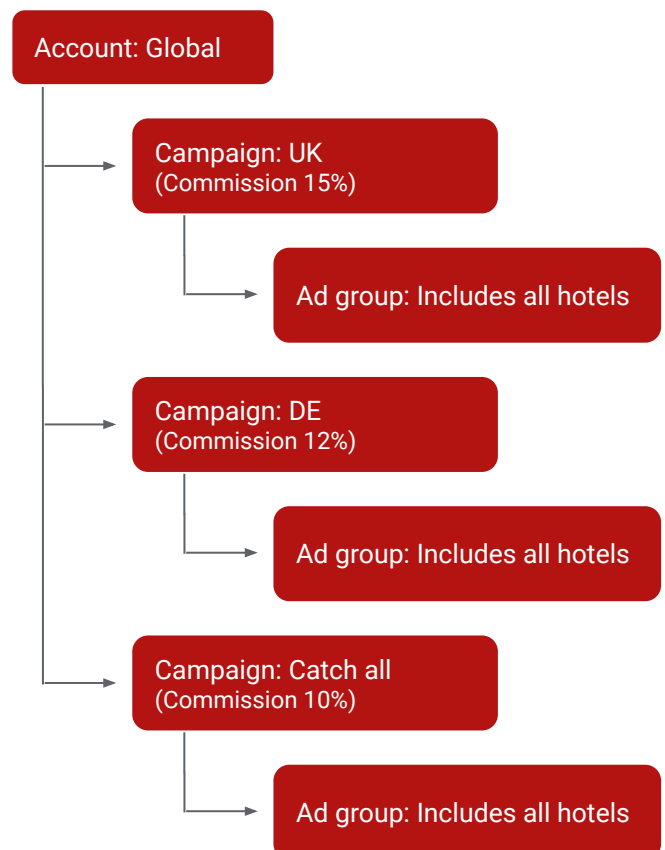 Account: Global
Campaign: UK
(Commission 15%)
Ad group: Includes all hotels
Campaign: DE
(Commission 12%)
Ad group: Includes all hotels
Campaign: Catch all
(Commission 10%)
Ad group: Includes all hotels